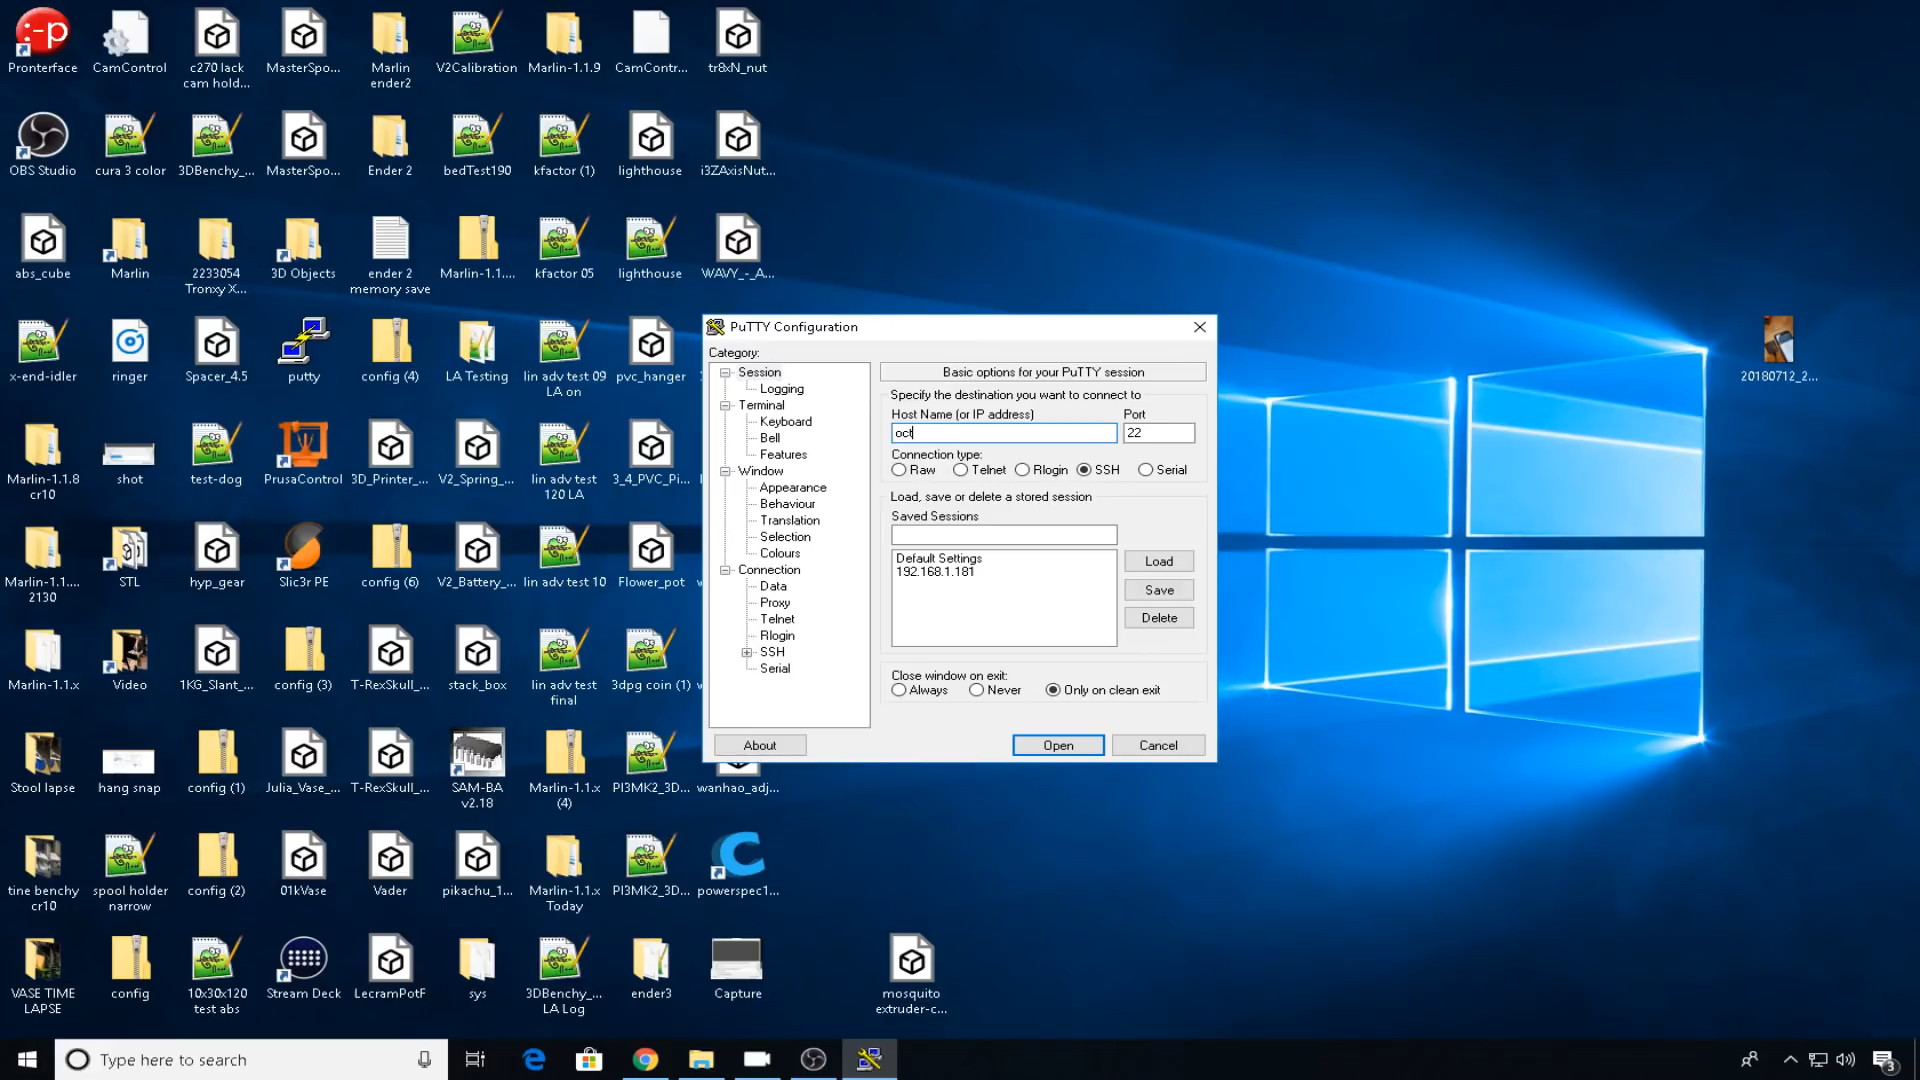 Pronterface
CamControl
c270 lack
cam hold...
MasterSpo...
Marlin
ender2
V2Calibration
Marlin-1.1.9
CamContr...
tr8xN_nut
OBS Studio
cura 3 color
3DBenchy_...
MasterSpo...
Ender 2
bedTest190
kfactor (1)
lighthouse
i3ZAxisNut...
abs_cube
Marlin
2233054
Tronxy X...
3D Objects
ender 2
memory save
Marlin-1.1....
kfactor 05
lighthouse
WAVY_-_A...
x-end-idler
ringer
Spacer_4.5
putty
config (4)
LA Testing
lin adv test 09
LA on
pvc_hanger
20180712_2...
Marlin-1.1.8
cr10
shot
test-dog
PrusaControl
3D_Printer_...
V2_Spring_...
lin adv test
120 LA
3_4_PVC_Pi...
Marlin-1.1....
2130
STL
hyp_gear
Slic3r PE
config (6)
V2_Battery_...
lin adv test 10
Flower_pot
Marlin-1.1.x
Video
1KG_Slant_...
config (3)
T-RexSkull_...
stack_box
lin adv test
final
3dpg coin (1)
Stool lapse
hang snap
config (1)
Julia_Vase_...
T-RexSkull_...
SAM-BA
v2.18
Marlin-1.1.x
(4)
PI3MK2_3D...
wanhao_adj...
tine benchy
cr10
spool holder
narrow
config (2)
01kVase
Vader
pikachu_1...
Marlin-1.1.x
Today
PI3MK2_3D...
powerspec1...
VASE TIME
LAPSE
config
10x30x120
test abs
Stream Deck
LecramPotF
sys
3DBenchy_...
LA Log
ender3
Capture
mosquito
extruder-c...
PuTTY Configuration
Category:
Session
Logging
Terminal
Keyboard
Bell
Features
Window
Appearance
Behaviour
Translation
Selection
Colours
Connection
Data
Proxy
Telnet
Rlogin
SSH
Serial
Basic options for your PuTTY session
Specify the destination you want to connect to
Host Name (or IP address)
Port
oct
22
Connection type:
Raw
Telnet
Rlogin
SSH
Serial
Load, save or delete a stored session
Saved Sessions
Default Settings
192.168.1.181
Load
Save
Delete
Close window on exit:
Always
Never
Only on clean exit
About
Open
Cancel
Type here to search
3